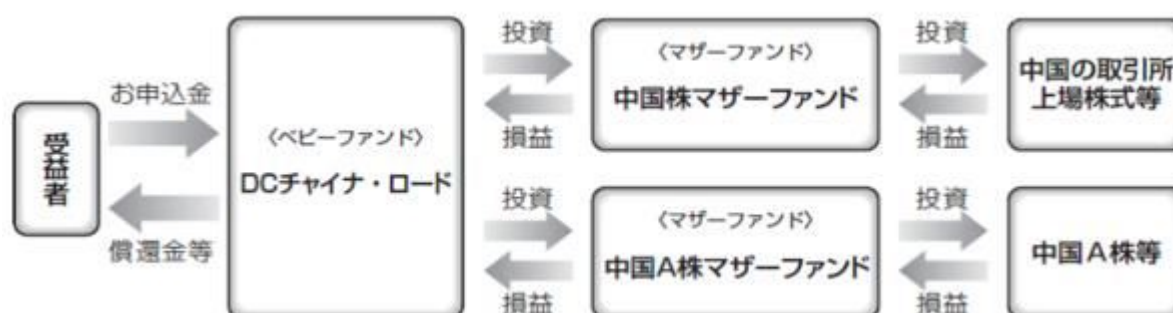 受益者
お申込金
償還金等
〈ベビーファンド〉
DCチャイナ・ロード
投資
損益
〈マザーファンド〉
中国株マザーファンド
投資
損益
中国の取引所
上場株式等
投資
損益
〈マザーファンド〉
中国A株マザーファンド
投資
損益
中国A株等